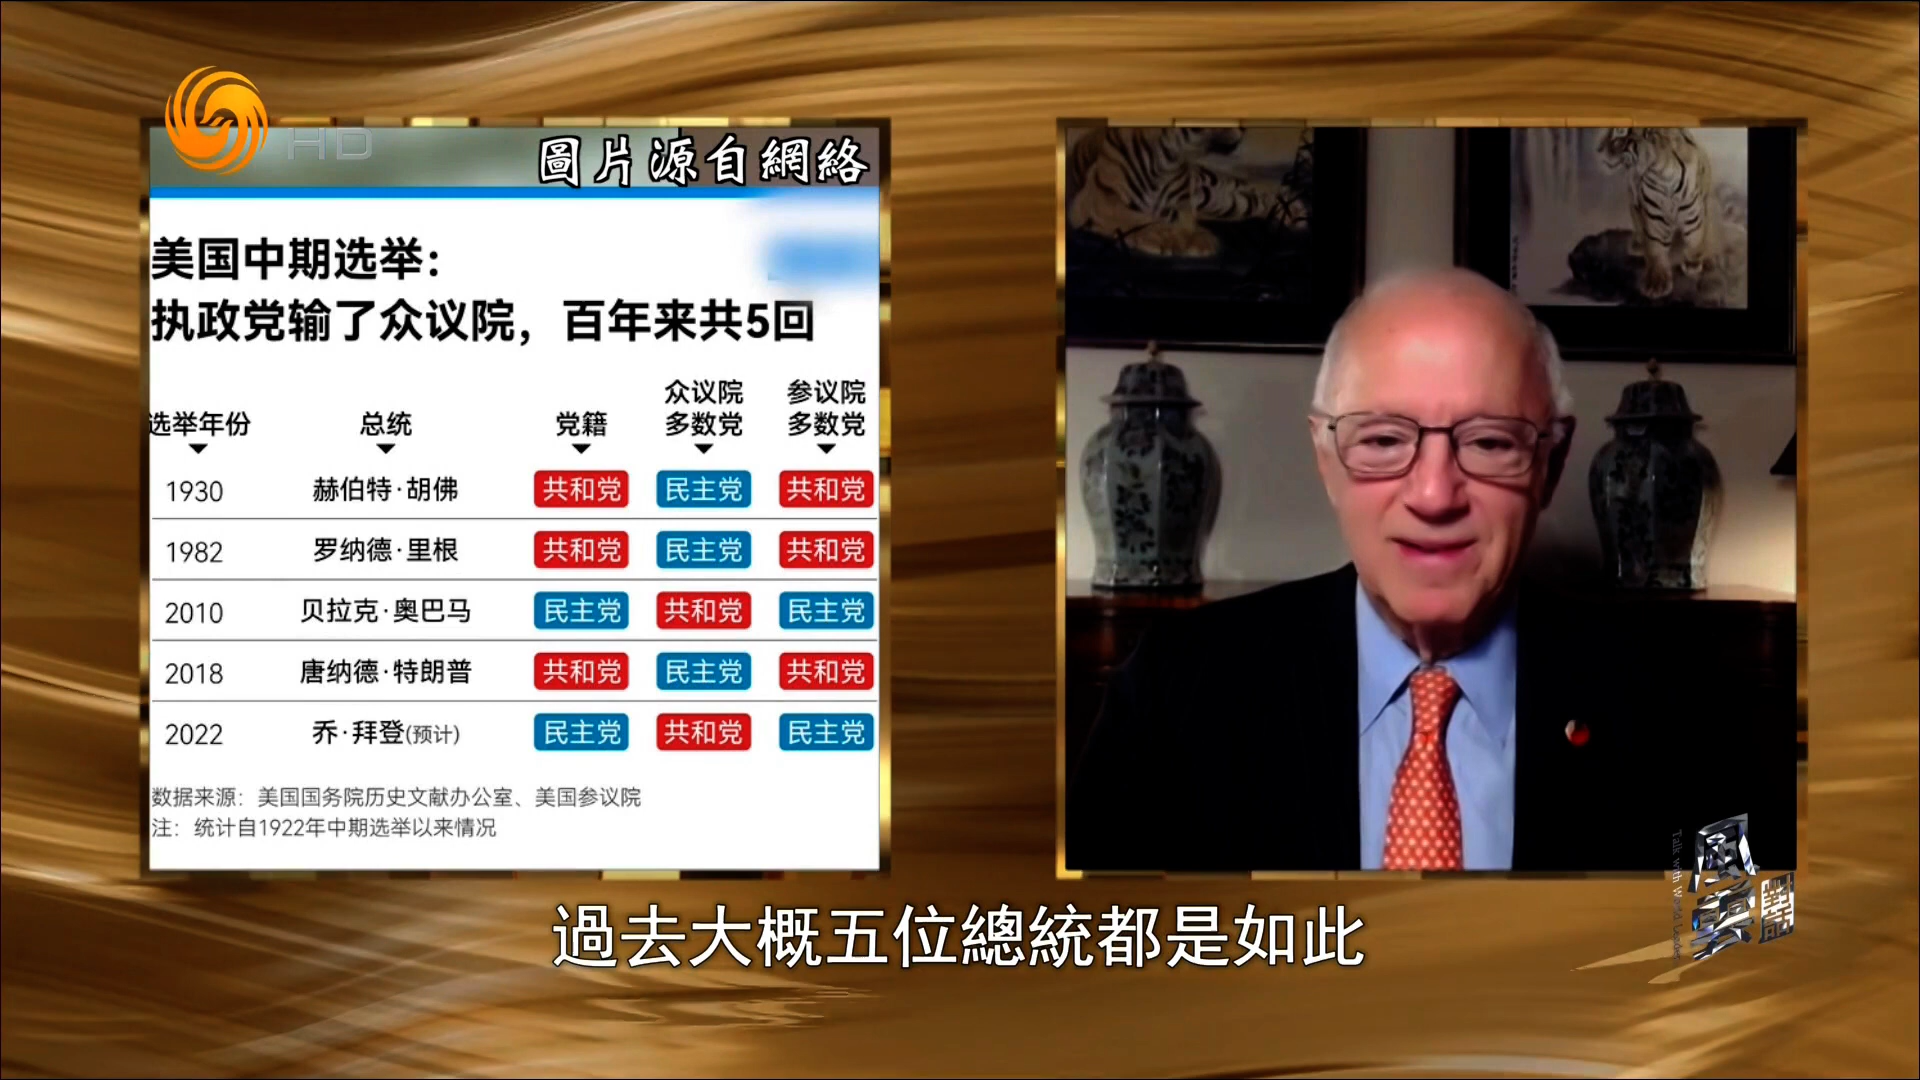 HD
圖片源自網絡
美国中期选举：
执政党输了众议院，百年来共5回
选举年份 总统 党籍 众议院多数党 参议院多数党
1930 赫伯特·胡佛 共和党 民主党 共和党
1982 罗纳德·里根 共和党 民主党 共和党
2010 贝拉克·奥巴马 民主党 共和党 民主党
2018 唐纳德·特朗普 共和党 民主党 共和党
2022 乔·拜登(预计) 民主党 共和党 民主党
数据来源：美国国务院历史文献办公室、美国参议院
注：统计自1922年中期选举以来情况
風雲對話
Talk with World Leaders
過去大概五位總統都是如此